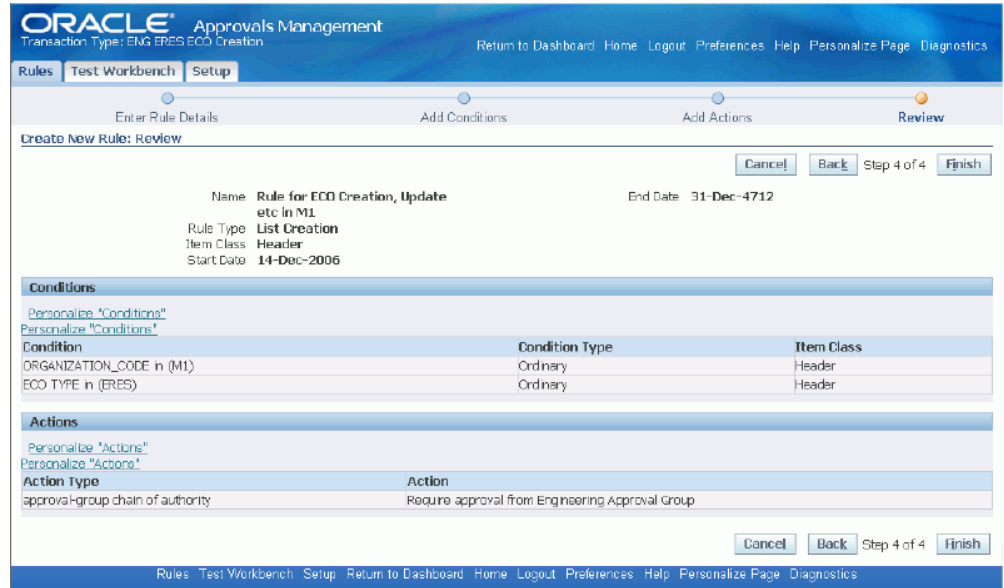 ORACLE® Approvals Management
Transaction Type: ENG ERES ECO Creation
Return to Dashboard Home Logout Preferences Help Personalize Page Diagnostics
Rules Test Workbench Setup
Enter Rule Details Add Conditions Add Actions Review
Create New Rule: Review
Cancel Back Step 4 of 4 Finish
Name Rule for ECO Creation, Update End Date 31-Dec-4712
etc in M1
Rule Type List Creation
Item Class Header
Start Date 14-Dec-2006
Conditions
Personalize "Conditions"
Personalize "Conditions"
Condition Condition Type Item Class
ORGANIZATION_CODE in (M1) Ordinary Header
ECO TYPE in (ERES) Ordinary Header
Actions
Personalize "Actions"
Personalize "Actions"
Action Type Action
approval-group chain of authority Require approval from Engineering Approval Group
Cancel Back Step 4 of 4 Finish
Rules Test Workbench Setup Return to Dashboard Home Logout Preferences Help Personalize Page Diagnostics